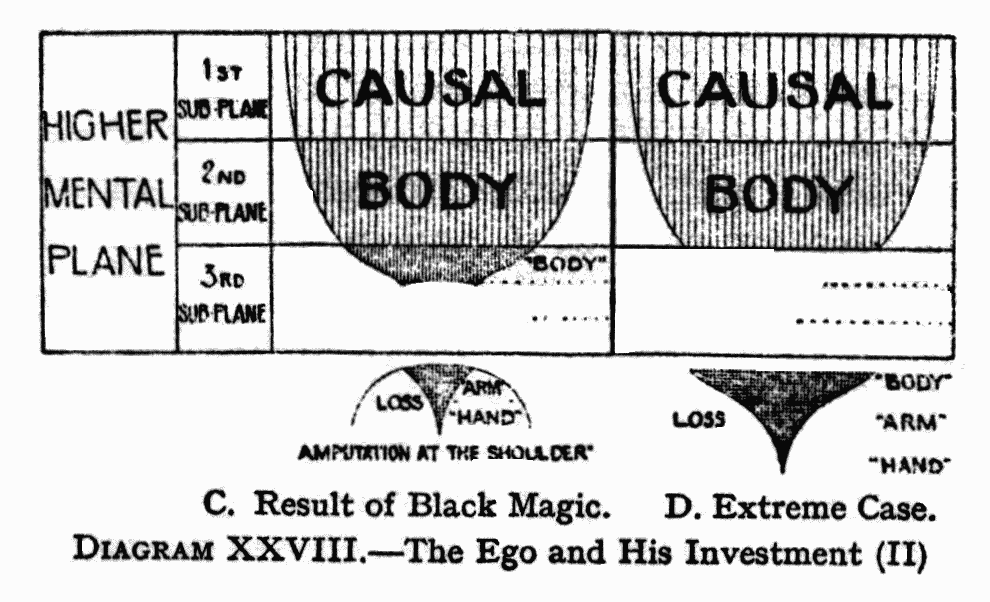 HIGHER
MENTAL
PLANE
1ST
SUB-PLANE
2ND
SUB-PLANE
3RD
SUB-PLANE
CAUSAL
BODY
"BODY"
CAUSAL
BODY
LOSS
"ARM"
"HAND"
AMPUTATION AT THE SHOULDER"
LOSS
"BODY"
"ARM"
"HAND"
C. Result of Black Magic. D. Extreme Case.
DIAGRAM XXVIII.—The Ego and His Investment (II)